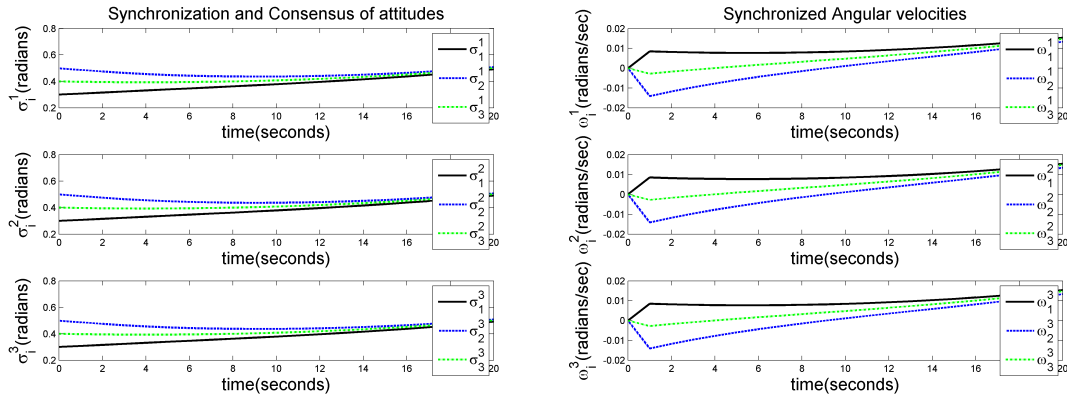 Synchronization and Consensus of attitudes
σ_i^1(radians)
0.8
0.6
0.4
0.2
0 2 4 6 8 10 12 14 16 18 20
time(seconds)
σ_1^1
σ_2^1
σ_3^1
σ_i^2(radians)
0.8
0.6
0.4
0.2
0 2 4 6 8 10 12 14 16 18 20
time(seconds)
σ_1^2
σ_2^2
σ_3^2
σ_i^3(radians)
0.8
0.6
0.4
0.2
0 2 4 6 8 10 12 14 16 18 20
time(seconds)
σ_1^3
σ_2^3
σ_3^3
Synchronized Angular velocities
ω_i^1(radians/sec)
0.02
0.01
0
-0.01
-0.02
0 2 4 6 8 10 12 14 16 18 20
time(seconds)
ω_1^1
ω_2^1
ω_3^1
ω_i^2(radians/sec)
0.02
0.01
0
-0.01
-0.02
0 2 4 6 8 10 12 14 16 18 20
time(seconds)
ω_1^2
ω_2^2
ω_3^2
ω_i^3(radians/sec)
0.02
0.01
0
-0.01
-0.02
0 2 4 6 8 10 12 14 16 18 20
time(seconds)
ω_1^3
ω_2^3
ω_3^3